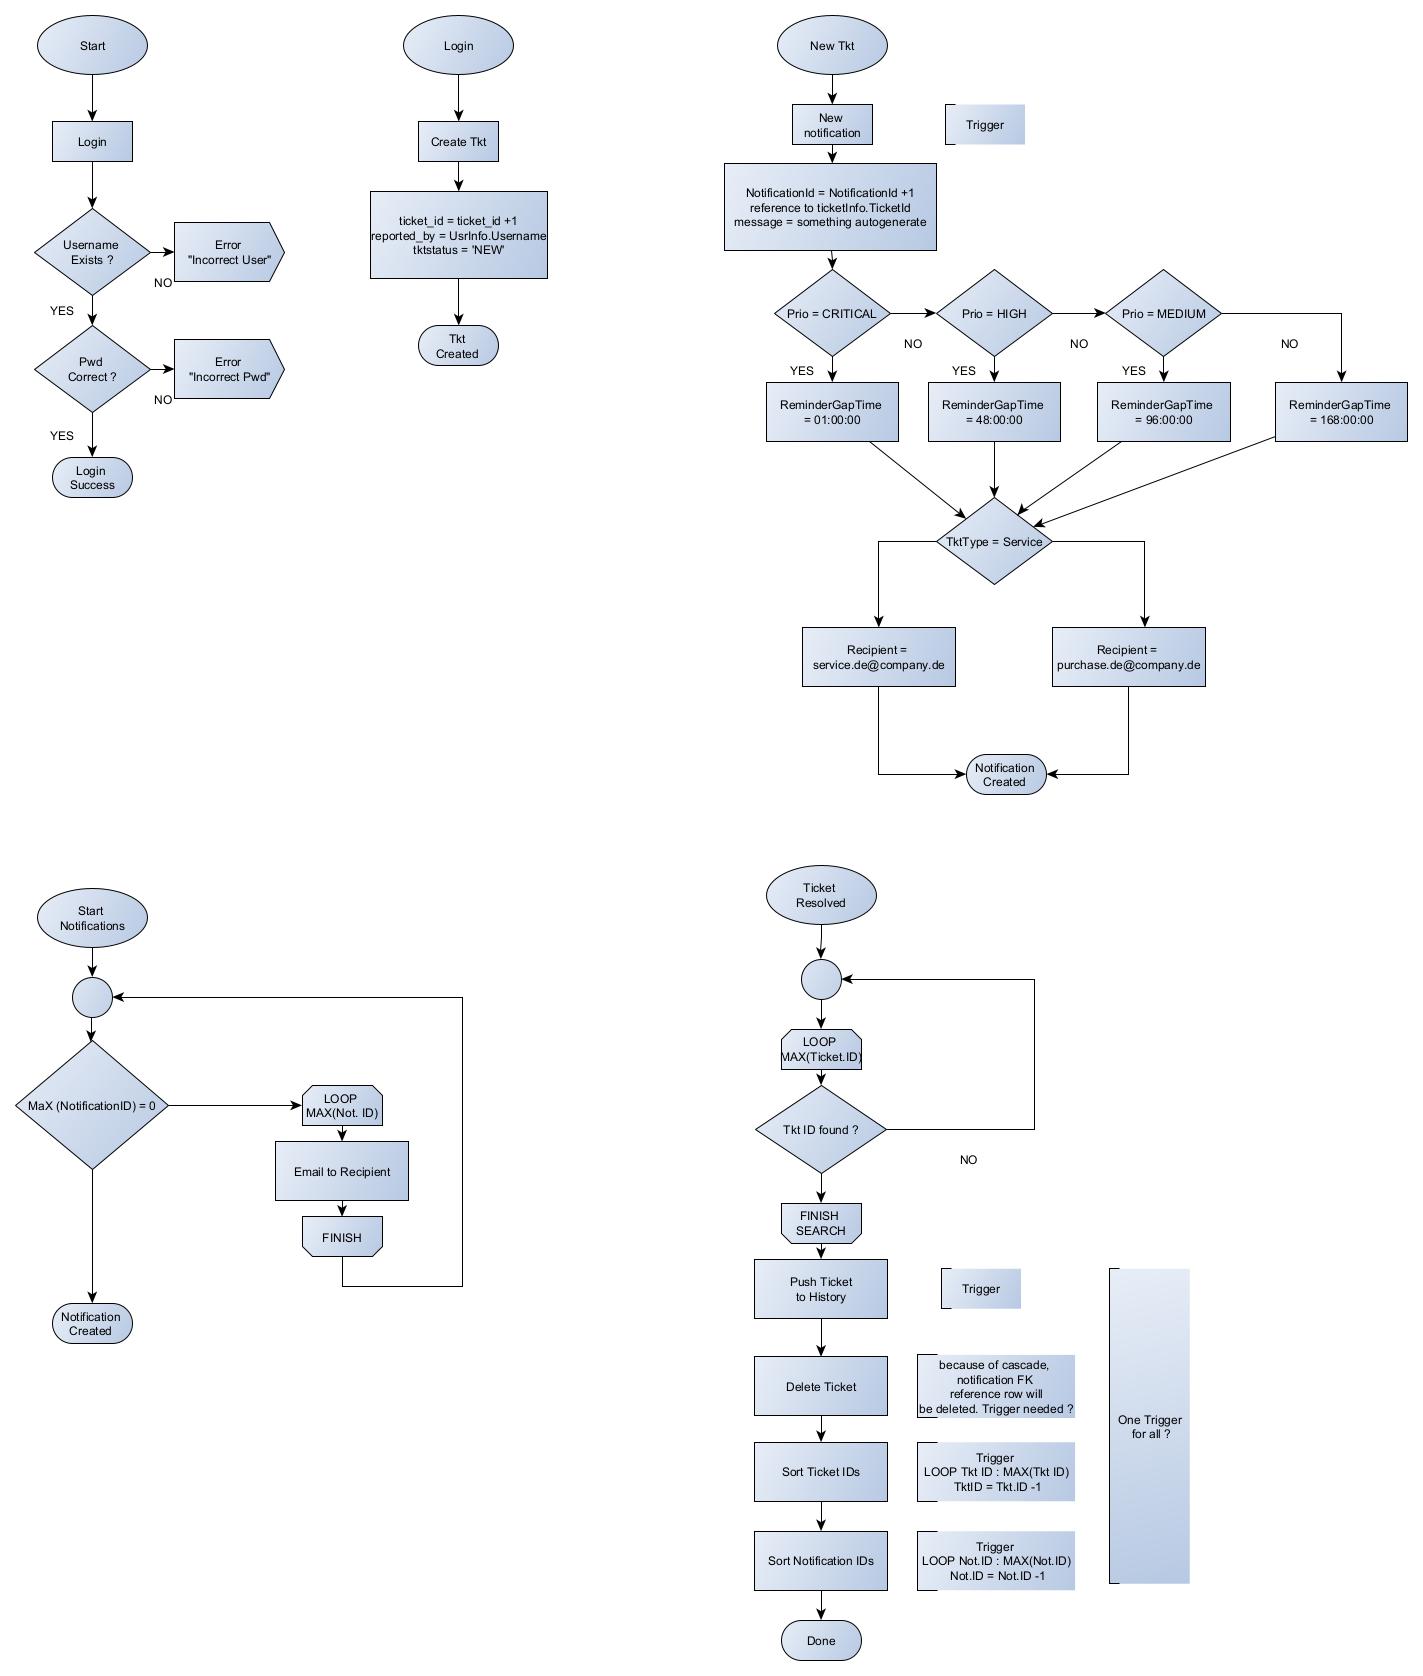 Start
Login
Username
Exists ?
Error
"Incorrect User"
NO
YES
Pwd
Correct ?
Error
"Incorrect Pwd"
NO
YES
Login
Success
Login
Create Tkt
ticket_id = ticket_id +1
reported_by = UsrInfo.Username
tktstatus = 'NEW'
Tkt
Created
New Tkt
New
notification
Trigger
NotificationId = NotificationId +1
reference to ticketInfo.TicketId
message = something autogenerate
Prio = CRITICAL
Prio = HIGH
Prio = MEDIUM
NO
NO
NO
YES
YES
YES
ReminderGapTime
= 01:00:00
ReminderGapTime
= 48:00:00
ReminderGapTime
= 96:00:00
ReminderGapTime
= 168:00:00
TktType = Service
Recipient =
service.de@company.de
Recipient =
purchase.de@company.de
Notification
Created
Start
Notifications
MaX (NotificationID) = 0
LOOP
MAX(Not. ID)
Email to Recipient
FINISH
Notification
Created
Ticket
Resolved
LOOP
MAX(Ticket.ID)
Tkt ID found ?
NO
FINISH
SEARCH
Push Ticket
to History
Trigger
Delete Ticket
because of cascade,
notification FK
reference row will
be deleted. Trigger needed ?
One Trigger
for all ?
Sort Ticket IDs
Trigger
LOOP Tkt ID : MAX(Tkt ID)
TktID = Tkt.ID -1
Sort Notification IDs
Trigger
LOOP Not.ID : MAX(Not.ID)
Not.ID = Not.ID -1
Done